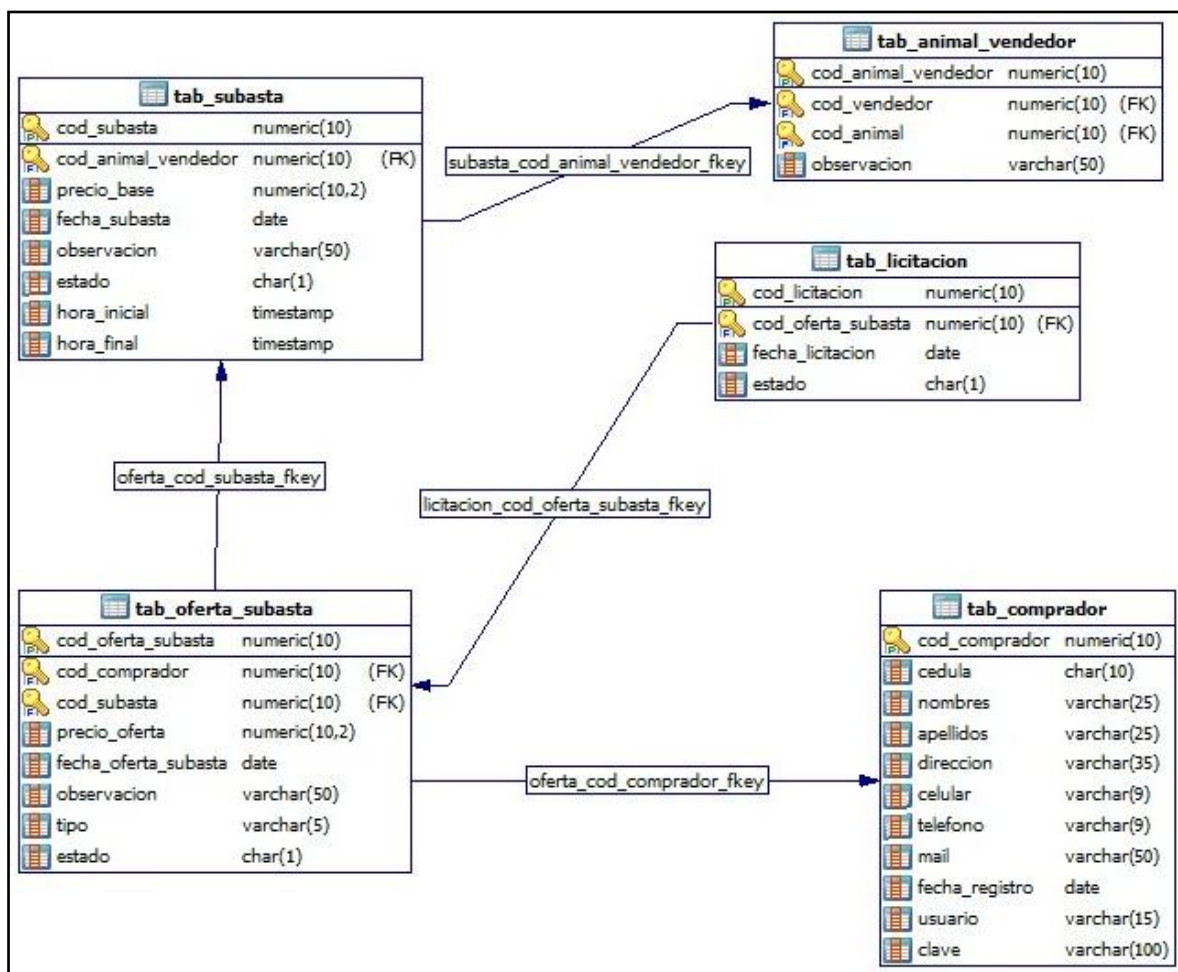 tab_animal_vendedor
cod_animal_vendedor numeric(10)
cod_vendedor numeric(10) (FK)
cod_animal numeric(10) (FK)
observacion varchar(50)
tab_subasta
cod_subasta numeric(10)
cod_animal_vendedor numeric(10) (FK)
precio_base numeric(10,2)
fecha_subasta date
observacion varchar(50)
estado char(1)
hora_inicial timestamp
hora_final timestamp
subasta_cod_animal_vendedor_fkey
tab_licitacion
cod_licitacion numeric(10)
cod_oferta_subasta numeric(10) (FK)
fecha_licitacion date
estado char(1)
oferta_cod_subasta_fkey
licitacion_cod_oferta_subasta_fkey
tab_oferta_subasta
cod_oferta_subasta numeric(10)
cod_comprador numeric(10) (FK)
cod_subasta numeric(10) (FK)
precio_oferta numeric(10,2)
fecha_oferta_subasta date
observacion varchar(50)
tipo varchar(5)
estado char(1)
oferta_cod_comprador_fkey
tab_comprador
cod_comprador numeric(10)
cedula char(10)
nombres varchar(25)
apellidos varchar(25)
direccion varchar(35)
celular varchar(9)
telefono varchar(9)
mail varchar(50)
fecha_registro date
usuario varchar(15)
clave varchar(100)